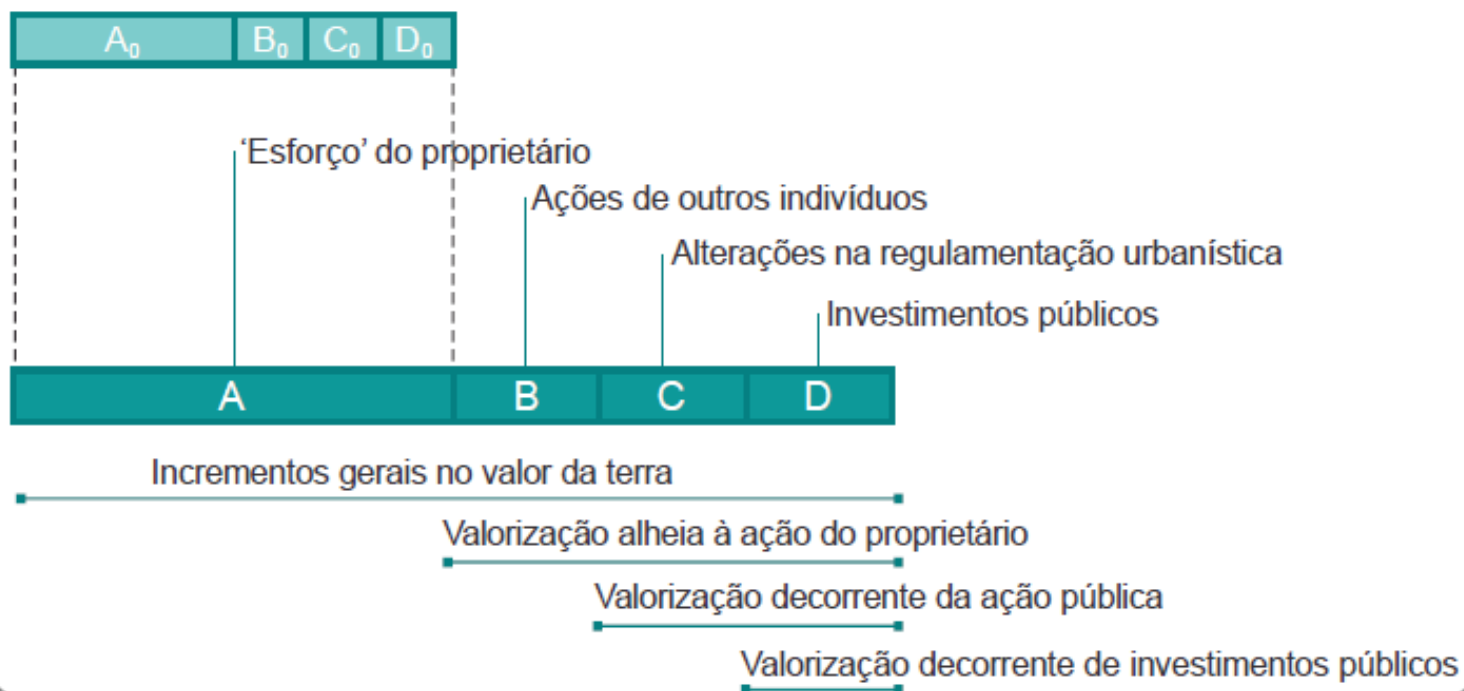 A₀ B₀ C₀ D₀
‘Esforço’ do proprietário
Ações de outros indivíduos
Alterações na regulamentação urbanística
Investimentos públicos
A B C D
Incrementos gerais no valor da terra
Valorização alheia à ação do proprietário
Valorização decorrente da ação pública
Valorização decorrente de investimentos públicos